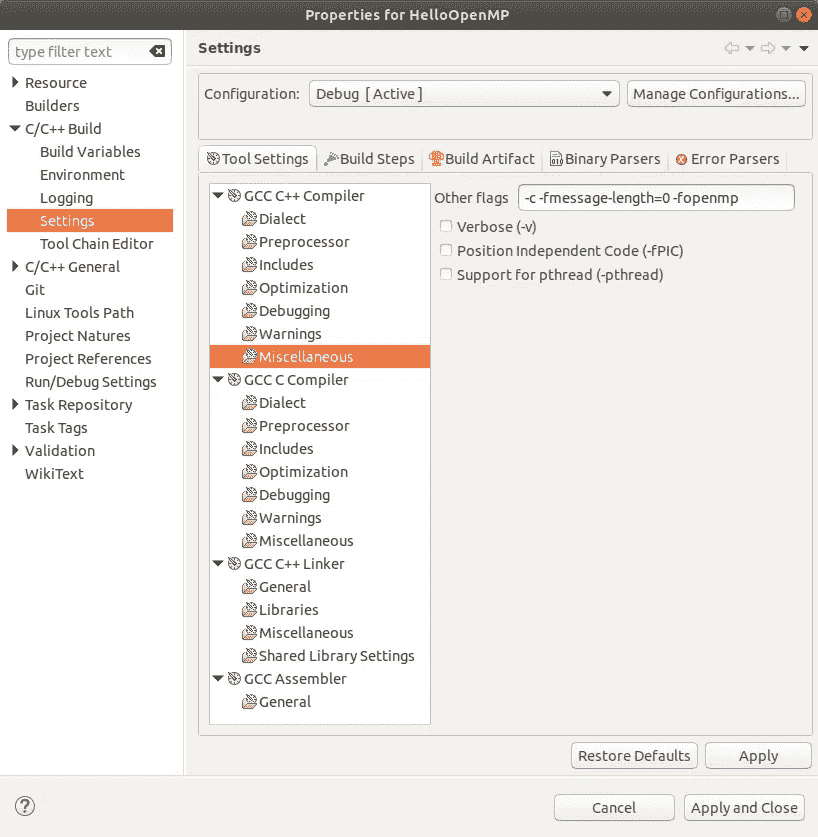 Properties for HelloOpenMP
type filter text
Resource
Builders
C/C++ Build
Build Variables
Environment
Logging
Settings
Tool Chain Editor
C/C++ General
Git
Linux Tools Path
Project Natures
Project References
Run/Debug Settings
Task Repository
Task Tags
Validation
WikiText
Settings
Configuration: Debug [ Active ] Manage Configurations...
Tool Settings Build Steps Build Artifact Binary Parsers Error Parsers
GCC C++ Compiler
Dialect
Preprocessor
Includes
Optimization
Debugging
Warnings
Miscellaneous
GCC C Compiler
Dialect
Preprocessor
Includes
Optimization
Debugging
Warnings
Miscellaneous
GCC C++ Linker
General
Libraries
Miscellaneous
Shared Library Settings
GCC Assembler
General
Other flags -c -fmessage-length=0 -fopenmp
Verbose (-v)
Position Independent Code (-fPIC)
Support for pthread (-pthread)
Restore Defaults Apply
? Cancel Apply and Close